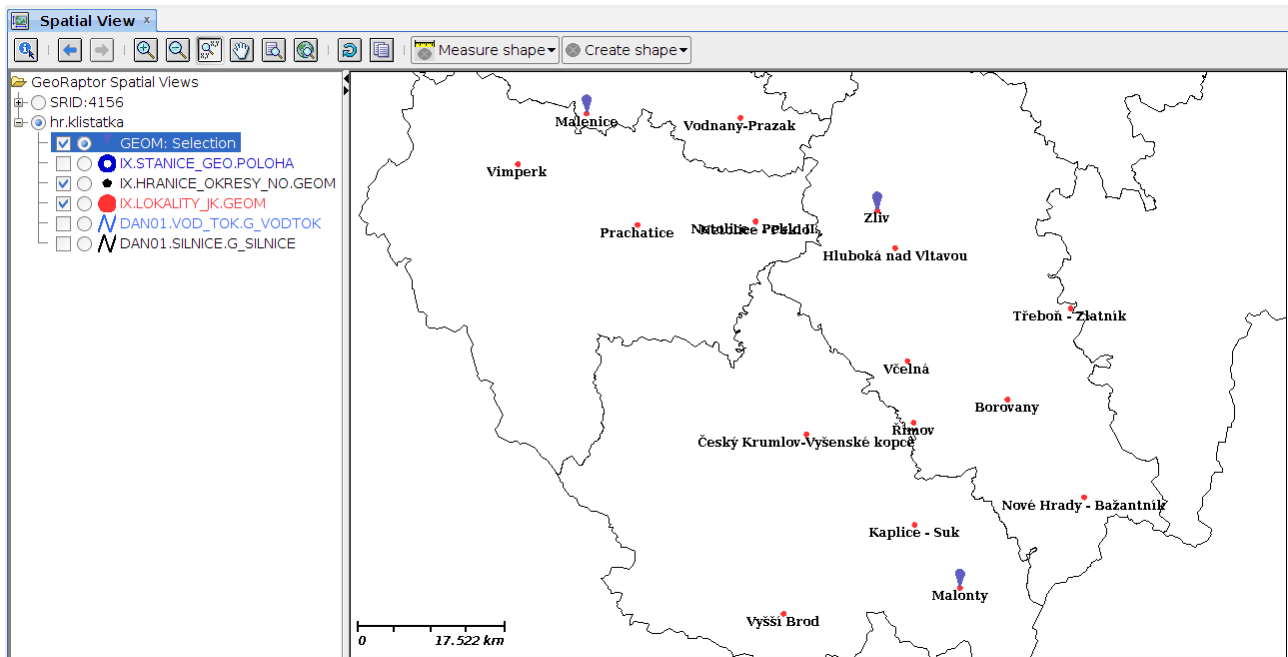 Spatial View ×
Measure shape Create shape
GeoRaptor Spatial Views
SRID:4156
hr.klistatka
GEOM: Selection
IX.STANICE_GEO.POLOHA
IX.HRANICE_OKRESY_NO.GEOM
IX.LOKALITY_JK.GEOM
DAN01.VOD_TOK.G_VODTOK
DAN01.SILNICE.G_SILNICE
Malenice
Vodnany-Prazak
Vimperk
Zliv
Prachatice
Hluboká nad Vltavou
Třeboň - Zlatník
Včelná
Borovany
Římov
Český Krumlov-Vyšenské kopce
Nové Hrady - Bažantník
Kaplice - Suk
Malonty
Vyšší Brod
0 17.522 km